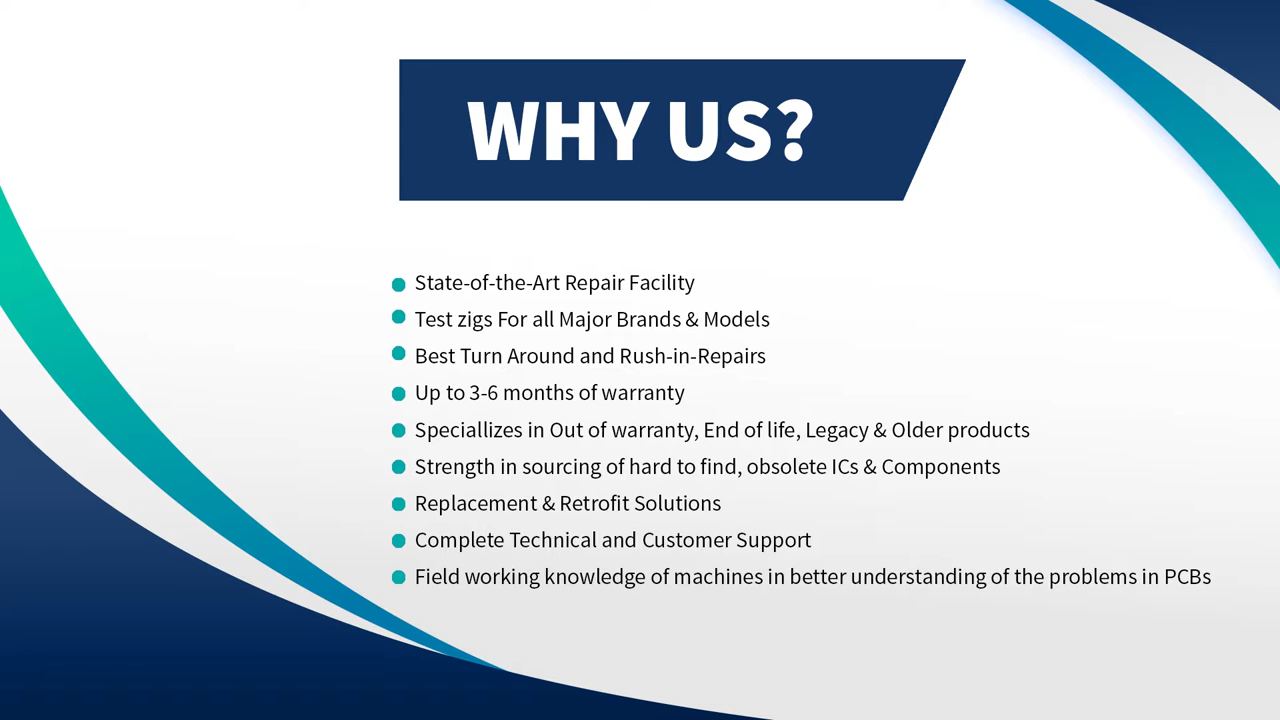 WHY US?
State-of-the-Art Repair Facility
Test zigs For all Major Brands & Models
Best Turn Around and Rush-in-Repairs
Up to 3-6 months of warranty
Speciallizes in Out of warranty, End of life, Legacy & Older products
Strength in sourcing of hard to find, obsolete ICs & Components
Replacement & Retrofit Solutions
Complete Technical and Customer Support
Field working knowledge of machines in better understanding of the problems in PCBs